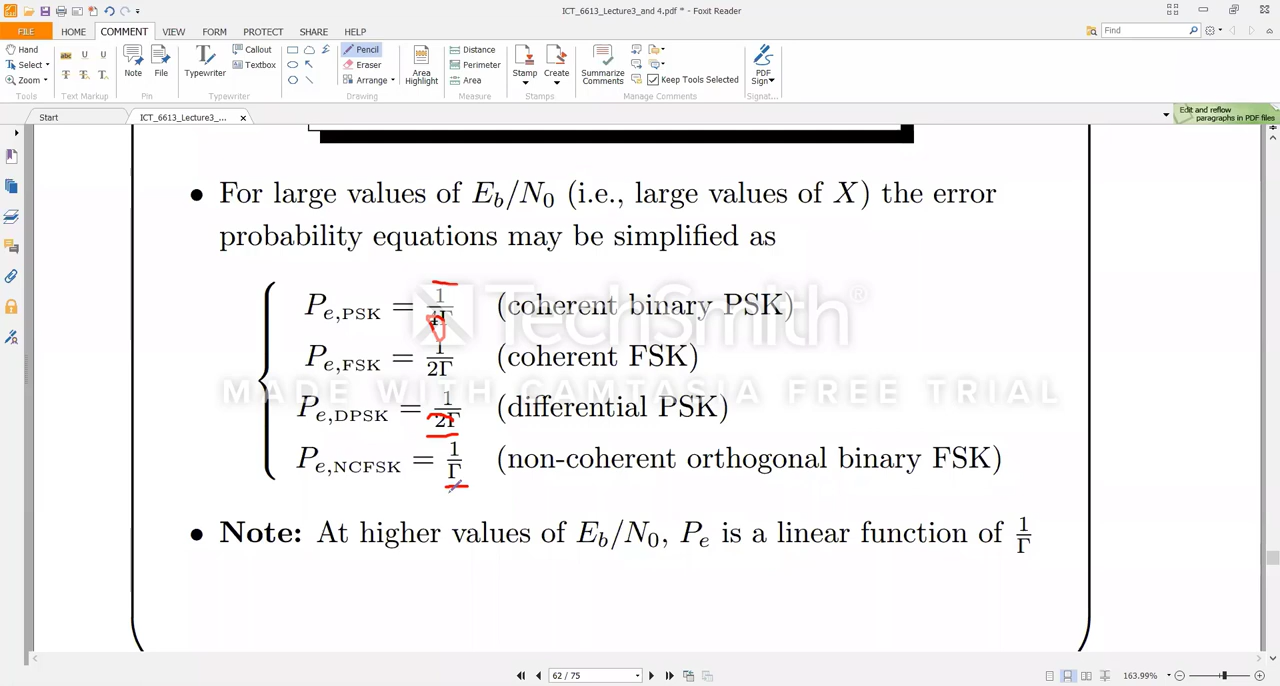 ICT_6613_Lecture3_and 4.pdf * - Foxit Reader
FILE HOME COMMENT VIEW FORM PROTECT SHARE HELP
Find
Hand
Select
Zoom
Tools
Text Markup
Note
File
Pin
Typewriter
Callout
Textbox
Typewriter
Pencil
Eraser
Arrange
Drawing
Area
Highlight
Distance
Perimeter
Area
Measure
Stamp
Create
Stamps
Summarize
Comments
Keep Tools Selected
Manage Comments
PDF
Sign
Signat...
Start
ICT_6613_Lecture3_...
Edit and reflow
paragraphs in PDF files
• For large values of E_b/N_0 (i.e., large values of X) the error
probability equations may be simplified as
P_{e,PSK} = 1/4Γ (coherent binary PSK)
P_{e,FSK} = 1/2Γ (coherent FSK)
P_{e,DPSK} = 1/2Γ (differential PSK)
P_{e,NCFSK} = 1/Γ (non-coherent orthogonal binary FSK)
• Note: At higher values of E_b/N_0, P_e is a linear function of 1/Γ
TechSmith®
MADE WITH CAMTASIA FREE TRIAL
62 / 75
163.99%